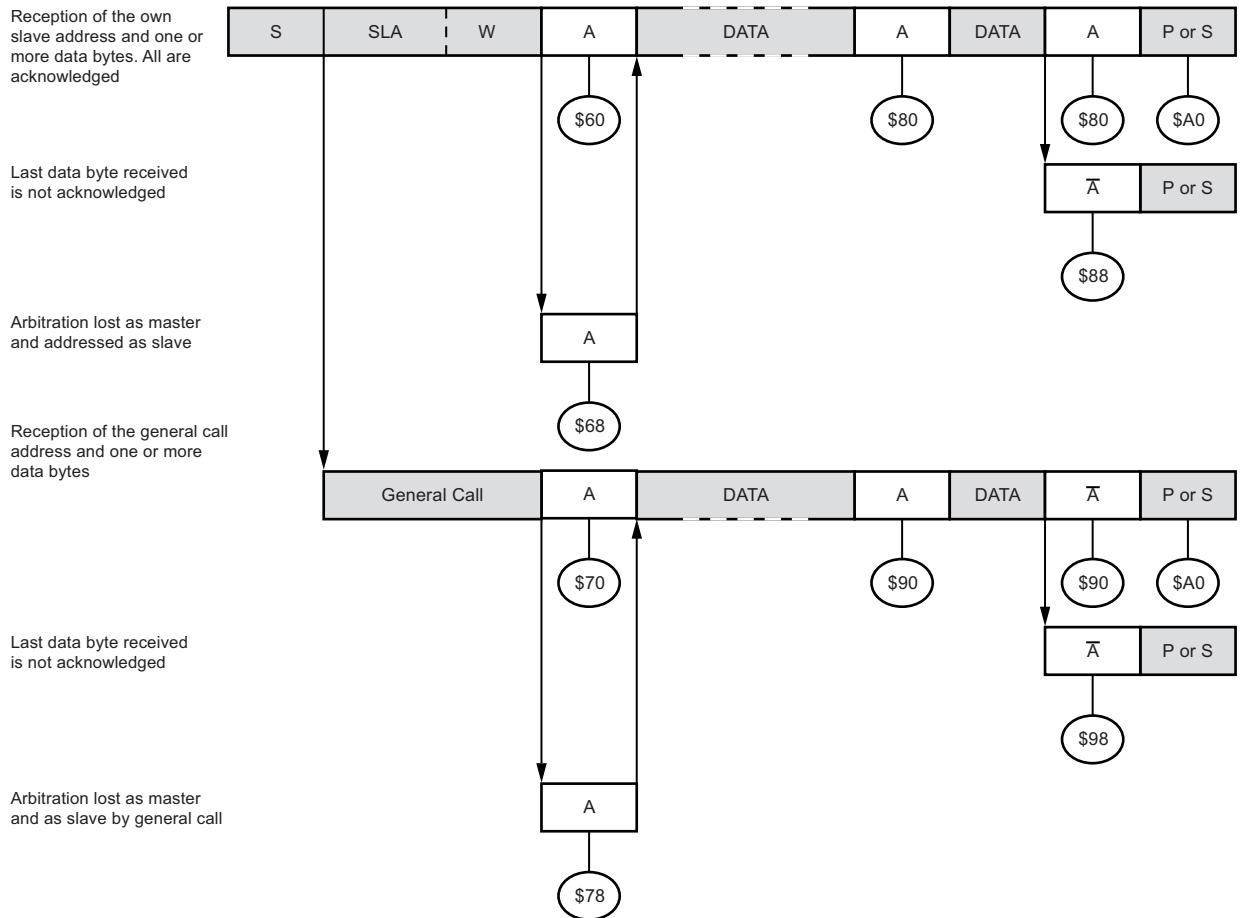 Reception of the own
slave address and one or
more data bytes. All are
acknowledged
S SLA W A DATA A DATA A P or S
$60 $80 $80 $A0
Last data byte received
is not acknowledged
A̅ P or S
$88
Arbitration lost as master
and addressed as slave
A
$68
Reception of the general call
address and one or more
data bytes
General Call A DATA A DATA A̅ P or S
$70 $90 $90 $A0
Last data byte received
is not acknowledged
A̅ P or S
$98
Arbitration lost as master
and as slave by general call
A
$78